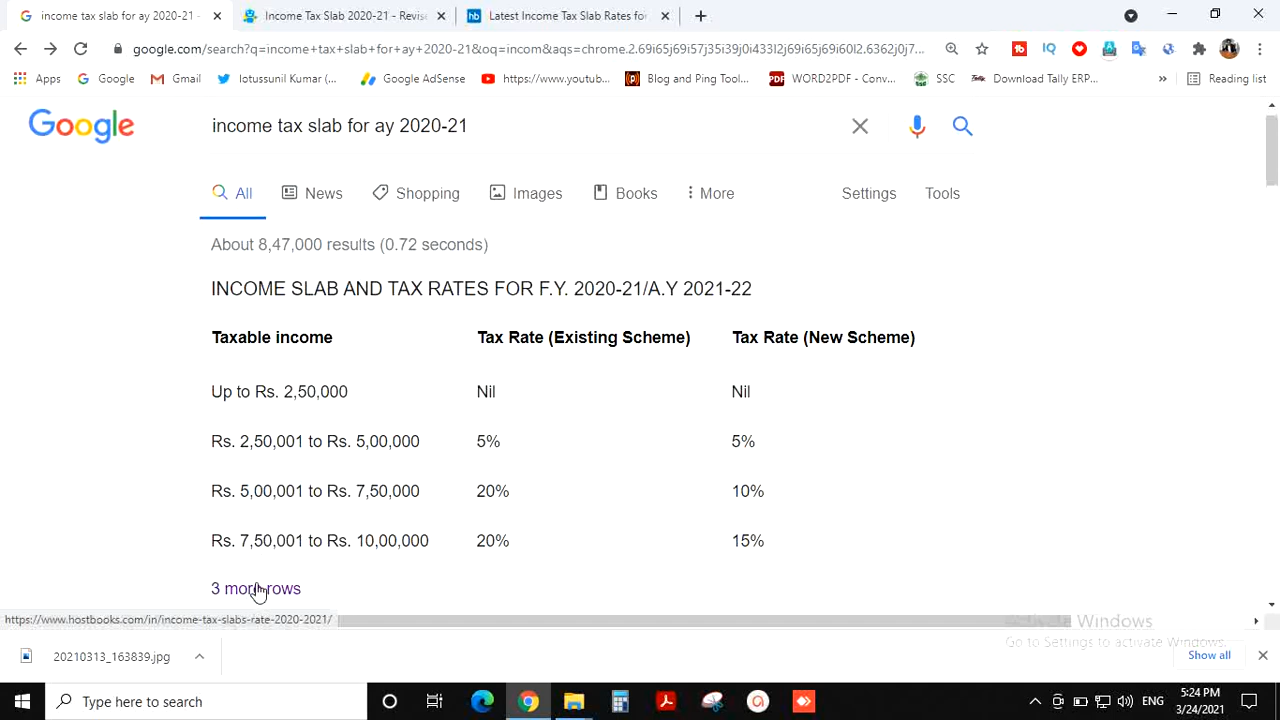 income tax slab for ay 2020-21 -
Income Tax Slab 2020-21 - Revise
Latest Income Tax Slab Rates for
google.com/search?q=income+tax+slab+for+ay+2020-21&oq=incom&aqs=chrome.2.69i65j69i57j35i39j0i433l2j69i65j69i60l2.6362j0j7...
Apps
Google
Gmail
iotussunil Kumar (...
Google AdSense
https://www.youtub...
Blog and Ping Tool...
WORD2PDF - Conv...
SSC
Download Tally ERP...
»
Reading list
Google
income tax slab for ay 2020-21
All
News
Shopping
Images
Books
More
Settings
Tools
About 8,47,000 results (0.72 seconds)
INCOME SLAB AND TAX RATES FOR F.Y. 2020-21/A.Y 2021-22
Taxable income Tax Rate (Existing Scheme) Tax Rate (New Scheme)
Up to Rs. 2,50,000 Nil Nil
Rs. 2,50,001 to Rs. 5,00,000 5% 5%
Rs. 5,00,001 to Rs. 7,50,000 20% 10%
Rs. 7,50,001 to Rs. 10,00,000 20% 15%
3 more rows
https://www.hostbooks.com/in/income-tax-slabs-rate-2020-2021/
Activate Windows
Go to Settings to activate Windows.
20210313_163839.jpg
Show all
Type here to search
ENG
5:24 PM
3/24/2021